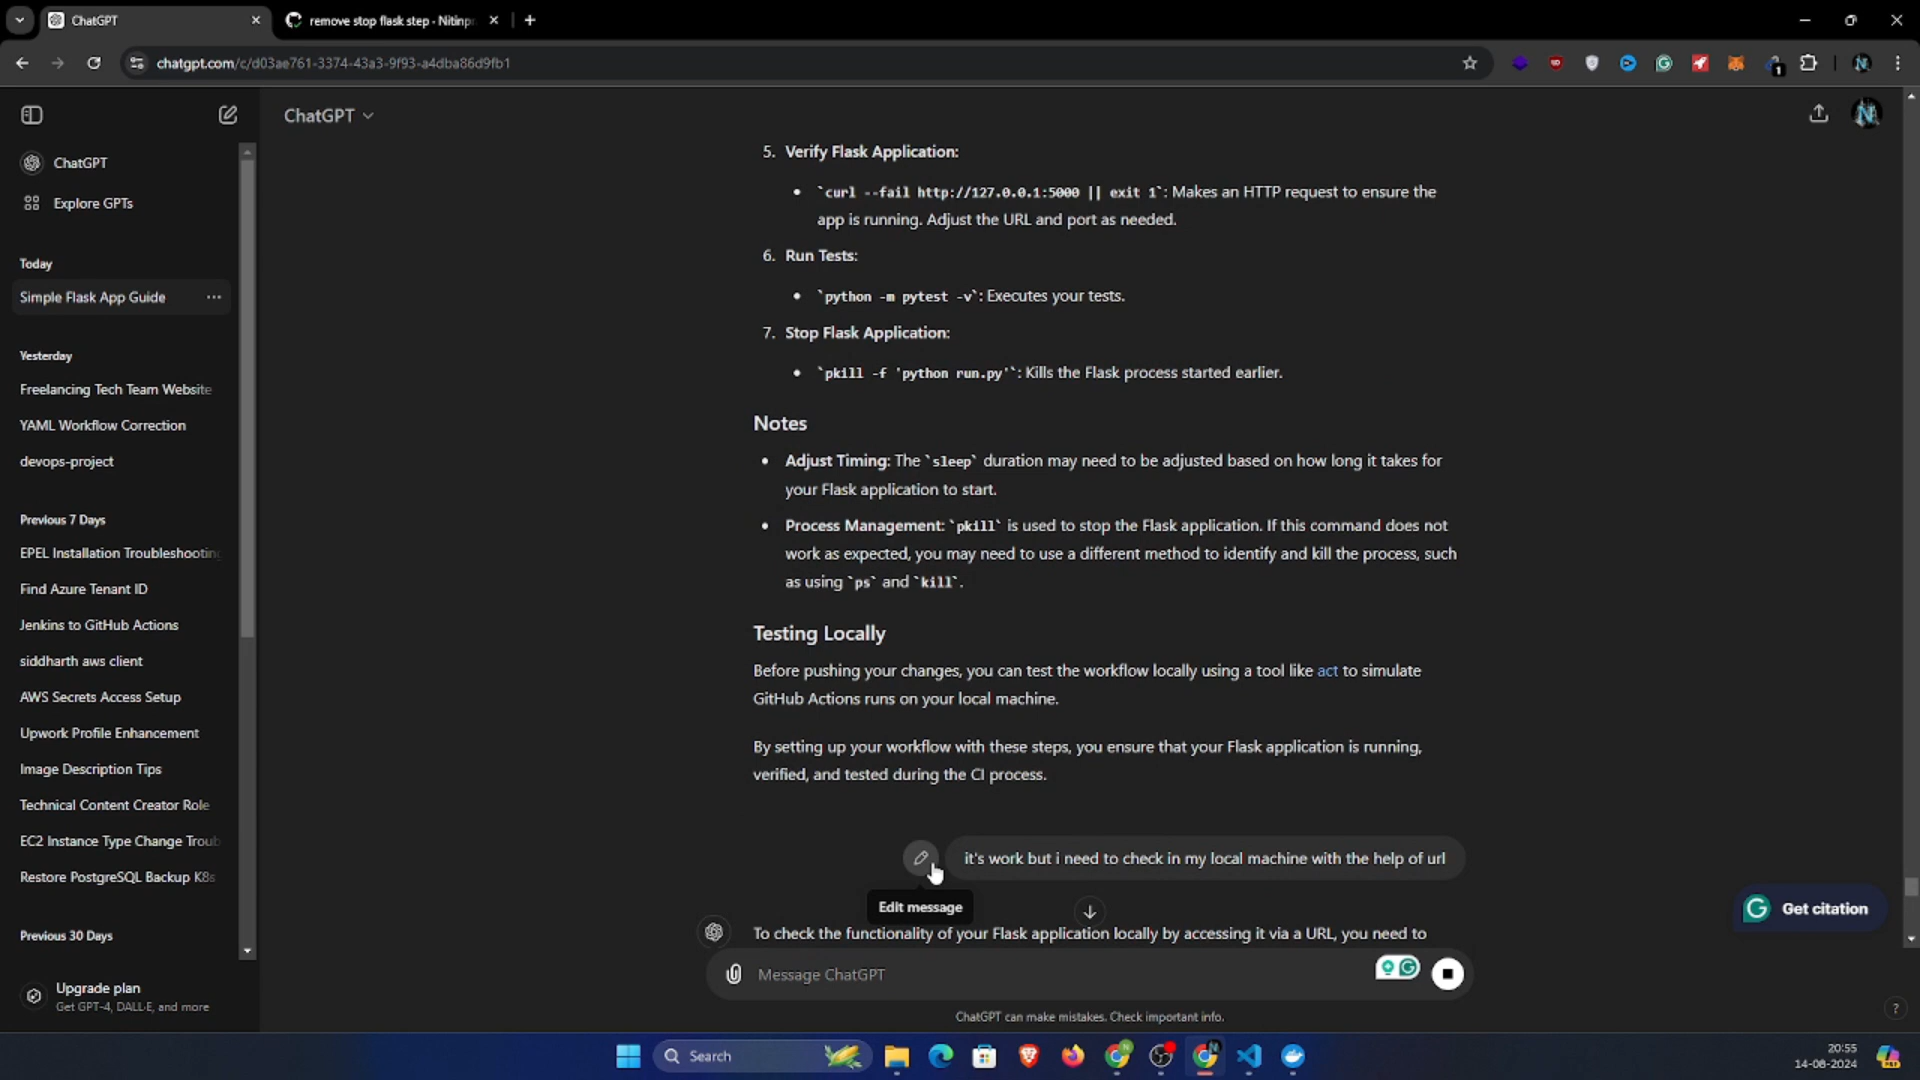 ChatGPT
remove stop flask step - Nitinpr
chatgpt.com/c/d03ae761-3374-43a3-9f93-a4dba86d9fb1
1
ChatGPT
Explore GPTs
Today
Simple Flask App Guide
Yesterday
Freelancing Tech Team Website
YAML Workflow Correction
devops-project
Previous 7 Days
EPEL Installation Troubleshooting
Find Azure Tenant ID
Jenkins to GitHub Actions
siddharth aws client
AWS Secrets Access Setup
Upwork Profile Enhancement
Image Description Tips
Technical Content Creator Role
EC2 Instance Type Change Troub
Restore PostgreSQL Backup K8s
Previous 30 Days
Upgrade plan
Get GPT-4, DALL·E, and more
ChatGPT
5. Verify Flask Application:
• `curl --fail http://127.0.0.1:5000 || exit 1`: Makes an HTTP request to ensure the
app is running. Adjust the URL and port as needed.
6. Run Tests:
• `python -m pytest -v`: Executes your tests.
7. Stop Flask Application:
• `pkill -f 'python run.py'`: Kills the Flask process started earlier.
Notes
• Adjust Timing: The `sleep` duration may need to be adjusted based on how long it takes for
your Flask application to start.
• Process Management: `pkill` is used to stop the Flask application. If this command does not
work as expected, you may need to use a different method to identify and kill the process, such
as using `ps` and `kill`.
Testing Locally
Before pushing your changes, you can test the workflow locally using a tool like act to simulate
GitHub Actions runs on your local machine.
By setting up your workflow with these steps, you ensure that your Flask application is running,
verified, and tested during the CI process.
it's work but i need to check in my local machine with the help of url
Edit message
Get citation
To check the functionality of your Flask application locally by accessing it via a URL, you need to
Message ChatGPT
ChatGPT can make mistakes. Check important info.
?
Search
20:55
14-08-2024